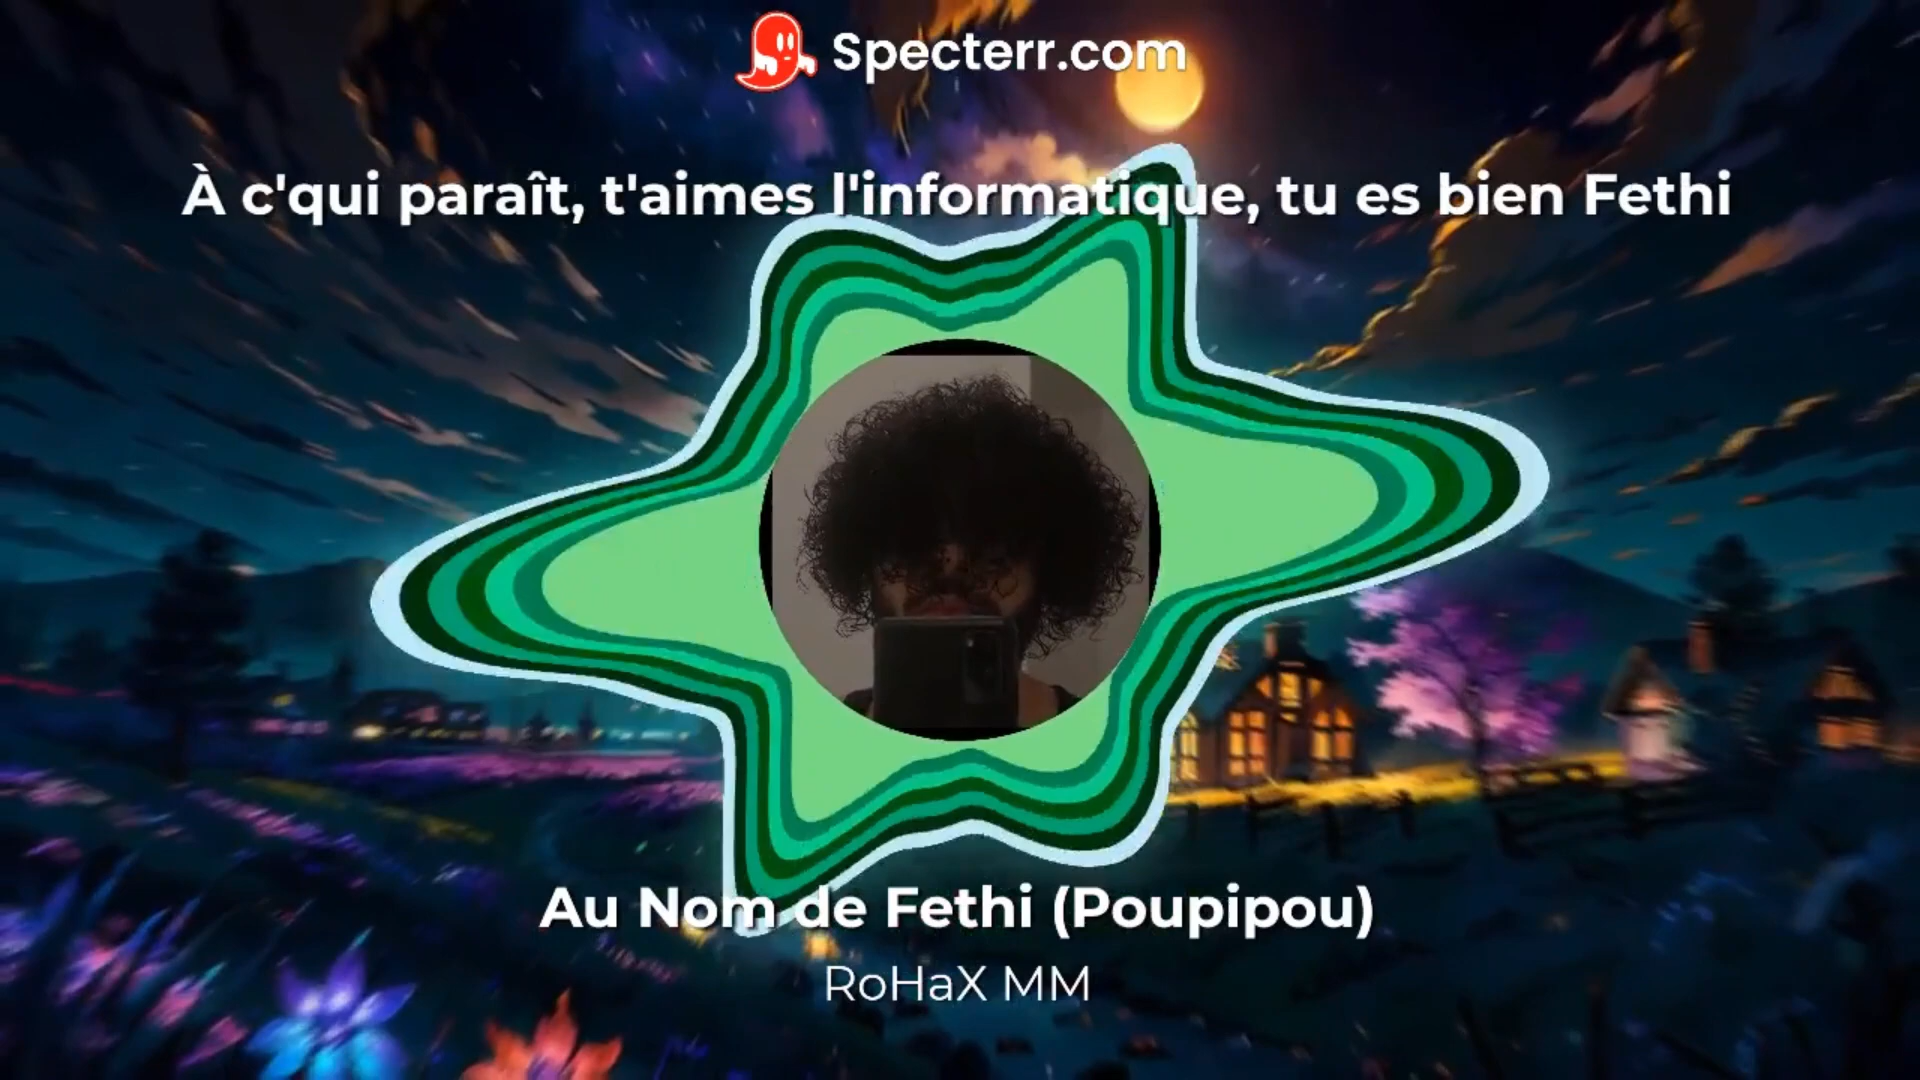 Specterr.com
À c'qui paraît, t'aimes l'informatique, tu es bien Fethi
Au Nom de Fethi (Poupipou)
RoHaX MM